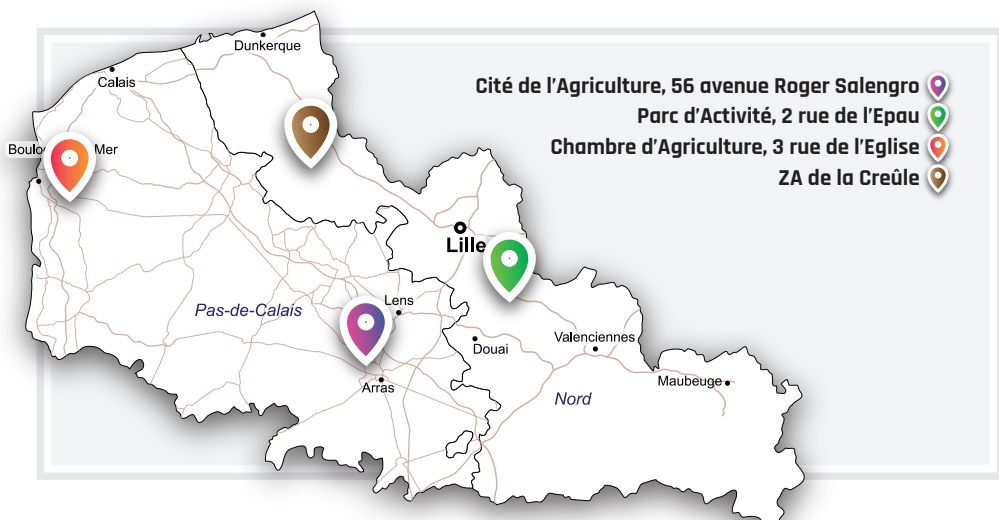 Dunkerque
Calais
Cité de l'Agriculture, 56 avenue Roger Salengro
Parc d'Activité, 2 rue de l'Epau
Chambre d'Agriculture, 3 rue de l'Eglise
ZA de la Creûle
Mer
Lille
Pas-de-Calais
Lens
Douai
Valenciennes
Maubeuge
Arras
Nord